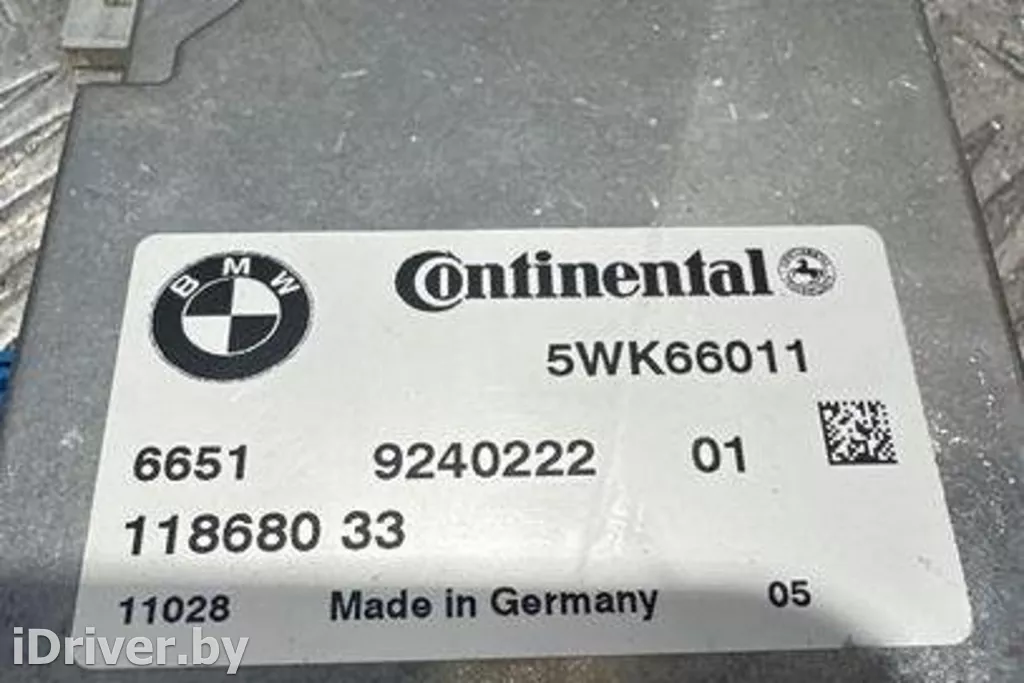 BMW
Continental
5WK66011
6651 9240222 01
118680 33
11028 Made in Germany 05
iDriver.by